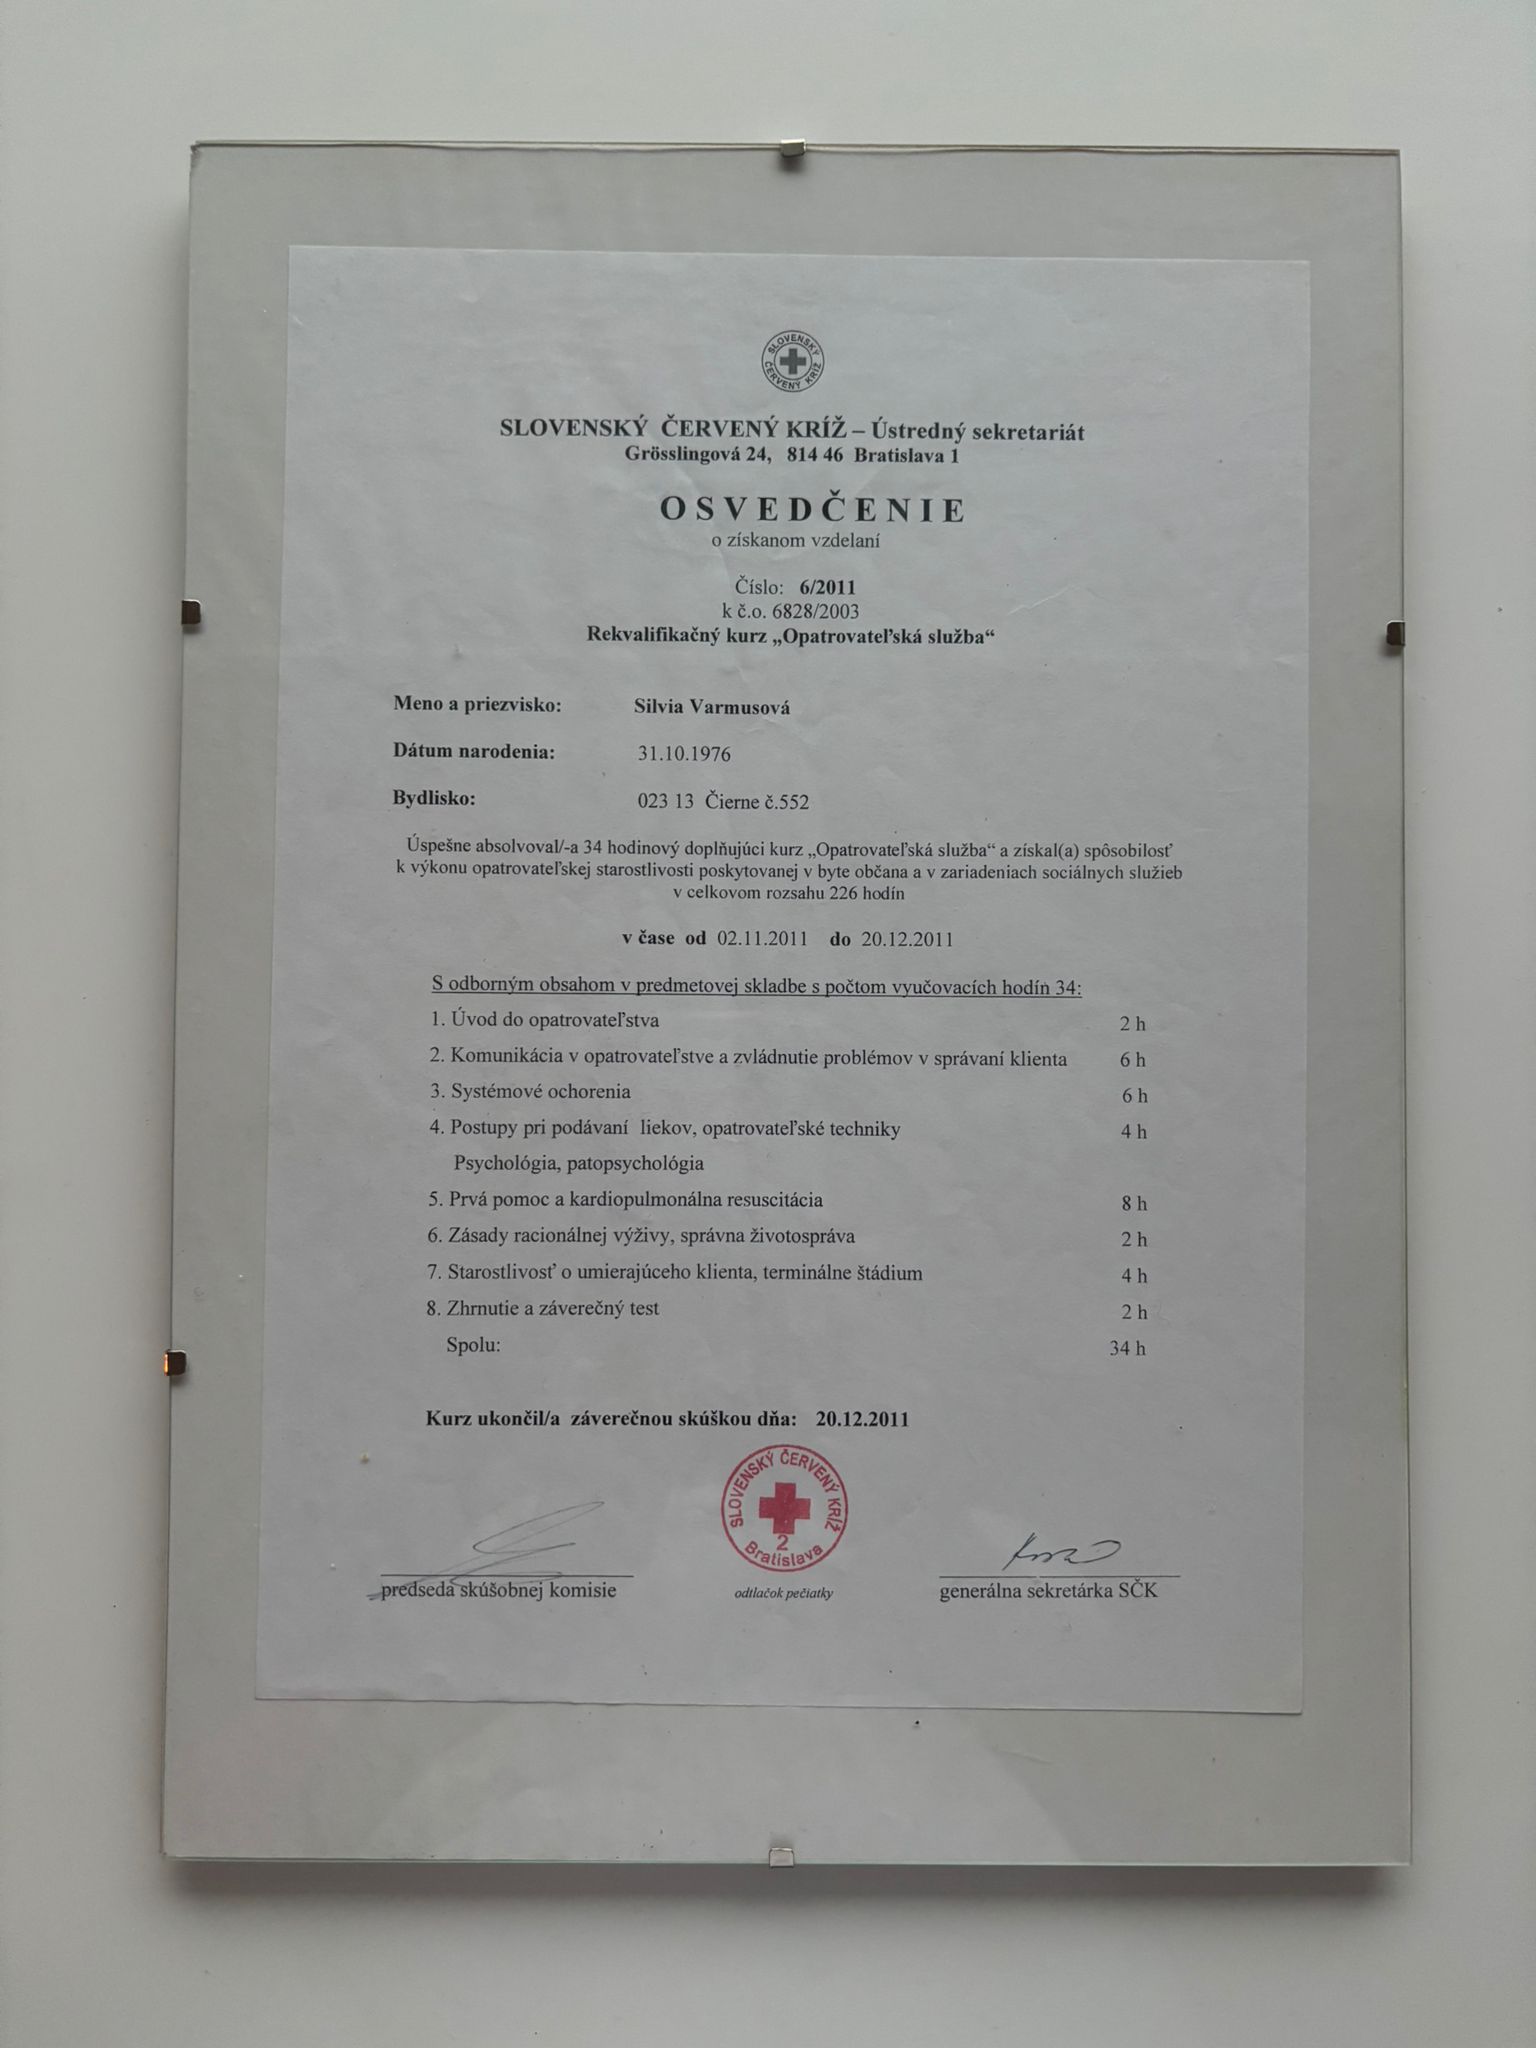 SLOVENSKÝ ČERVENÝ KRÍŽ
SLOVENSKÝ ČERVENÝ KRÍŽ – Ústredný sekretariát
Grösslingová 24, 814 46 Bratislava 1
OSVEDČENIE
o získanom vzdelaní
Číslo: 6/2011
k č.o. 6828/2003
Rekvalifikačný kurz „Opatrovateľská služba“
Meno a priezvisko: Silvia Varmusová
Dátum narodenia: 31.10.1976
Bydlisko: 023 13 Čierne č.552
Úspešne absolvoval/-a 34 hodinový doplňujúci kurz „Opatrovateľská služba“ a získal(a) spôsobilosť
k výkonu opatrovateľskej starostlivosti poskytovanej v byte občana a v zariadeniach sociálnych služieb
v celkovom rozsahu 226 hodín
v čase od 02.11.2011 do 20.12.2011
S odborným obsahom v predmetovej skladbe s počtom vyučovacích hodín 34:
1. Úvod do opatrovateľstva 2 h
2. Komunikácia v opatrovateľstve a zvládnutie problémov v správaní klienta 6 h
3. Systémové ochorenia 6 h
4. Postupy pri podávaní liekov, opatrovateľské techniky 4 h
Psychológia, patopsychológia
5. Prvá pomoc a kardiopulmonálna resuscitácia 8 h
6. Zásady racionálnej výživy, správna životospráva 2 h
7. Starostlivosť o umierajúceho klienta, terminálne štádium 4 h
8. Zhrnutie a záverečný test 2 h
Spolu: 34 h
Kurz ukončil/a záverečnou skúškou dňa: 20.12.2011
SLOVENSKÝ ČERVENÝ KRÍŽ
2
Bratislava
predseda skúšobnej komisie odtlačok pečiatky generálna sekretárka SČK